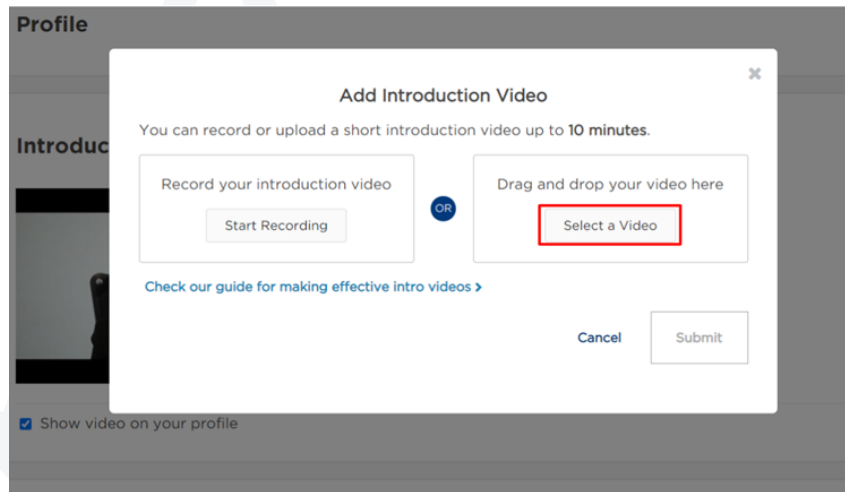 Profile
Add Introduction Video
You can record or upload a short introduction video up to 10 minutes.
Introduc
Record your introduction video
Start Recording
OR
Drag and drop your video here
Select a Video
Check our guide for making effective intro videos >
Cancel
Submit
Show video on your profile